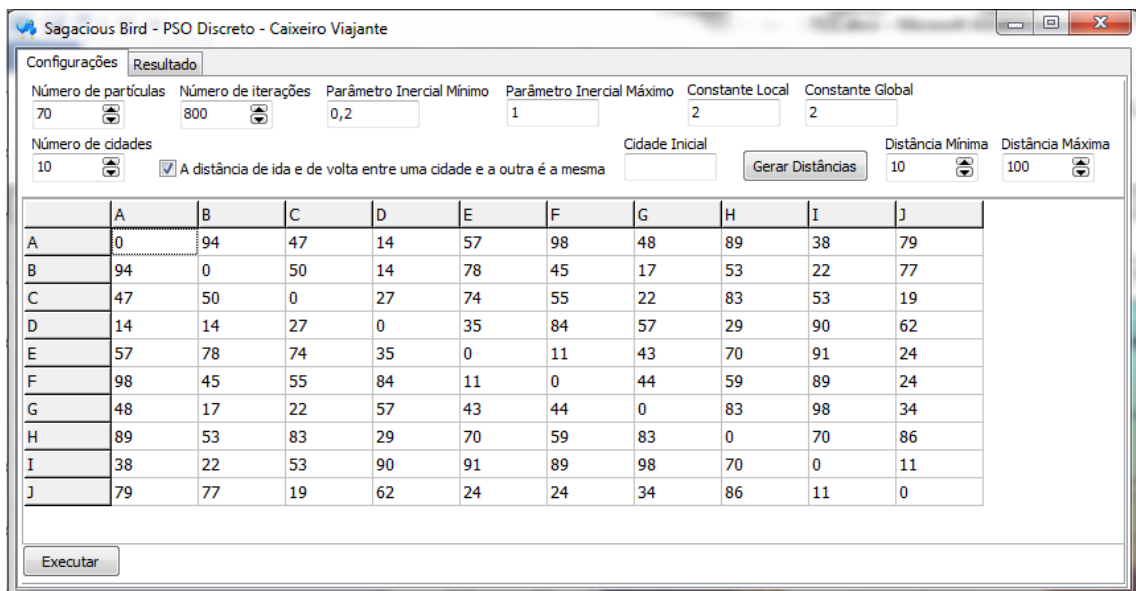 Sagacious Bird - PSO Discreto - Caixeiro Viajante
Configurações Resultado
Número de partículas Número de iterações Parâmetro Inercial Mínimo Parâmetro Inercial Máximo Constante Local Constante Global
70 800 0,2 1 2 2
Número de cidades Cidade Inicial Distância Mínima Distância Máxima
10 A distância de ida e de volta entre uma cidade e a outra é a mesma Gerar Distâncias 10 100
A B C D E F G H I J
A 0 94 47 14 57 98 48 89 38 79
B 94 0 50 14 78 45 17 53 22 77
C 47 50 0 27 74 55 22 83 53 19
D 14 14 27 0 35 84 57 29 90 62
E 57 78 74 35 0 11 43 70 91 24
F 98 45 55 84 11 0 44 59 89 24
G 48 17 22 57 43 44 0 83 98 34
H 89 53 83 29 70 59 83 0 70 86
I 38 22 53 90 91 89 98 70 0 11
J 79 77 19 62 24 24 34 86 11 0
Executar